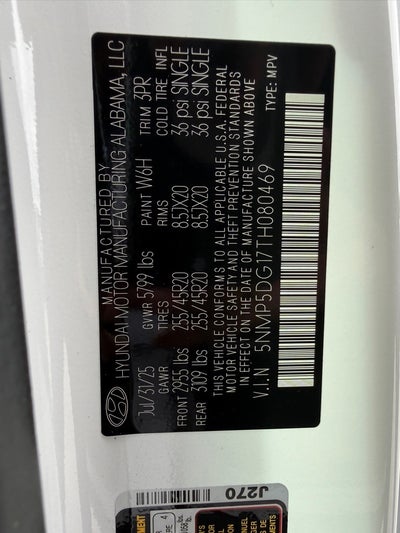 MANUFACTURED BY
HYUNDAI MOTOR MANUFACTURING ALABAMA, LLC
JU/31/25 GVWR 5799 lbs PAINT W6H TRIM 3PR
GAWR RIMS COLD TIRE INFL
FRONT 2955 lbs 255/45R20 8.5JX20 36 psi SINGLE
REAR 3109 lbs 255/45R20 8.5JX20 36 psi SINGLE
THIS VEHICLE CONFORMS TO ALL APPLICABLE U.S.A. FEDERAL
MOTOR VEHICLE SAFETY AND THEFT PREVENTION STANDARDS
IN EFFECT ON THE DATE OF MANUFACTURE SHOWN ABOVE
V.I.N 5NMP5DG17TH080469 TYPE: MPV
J270